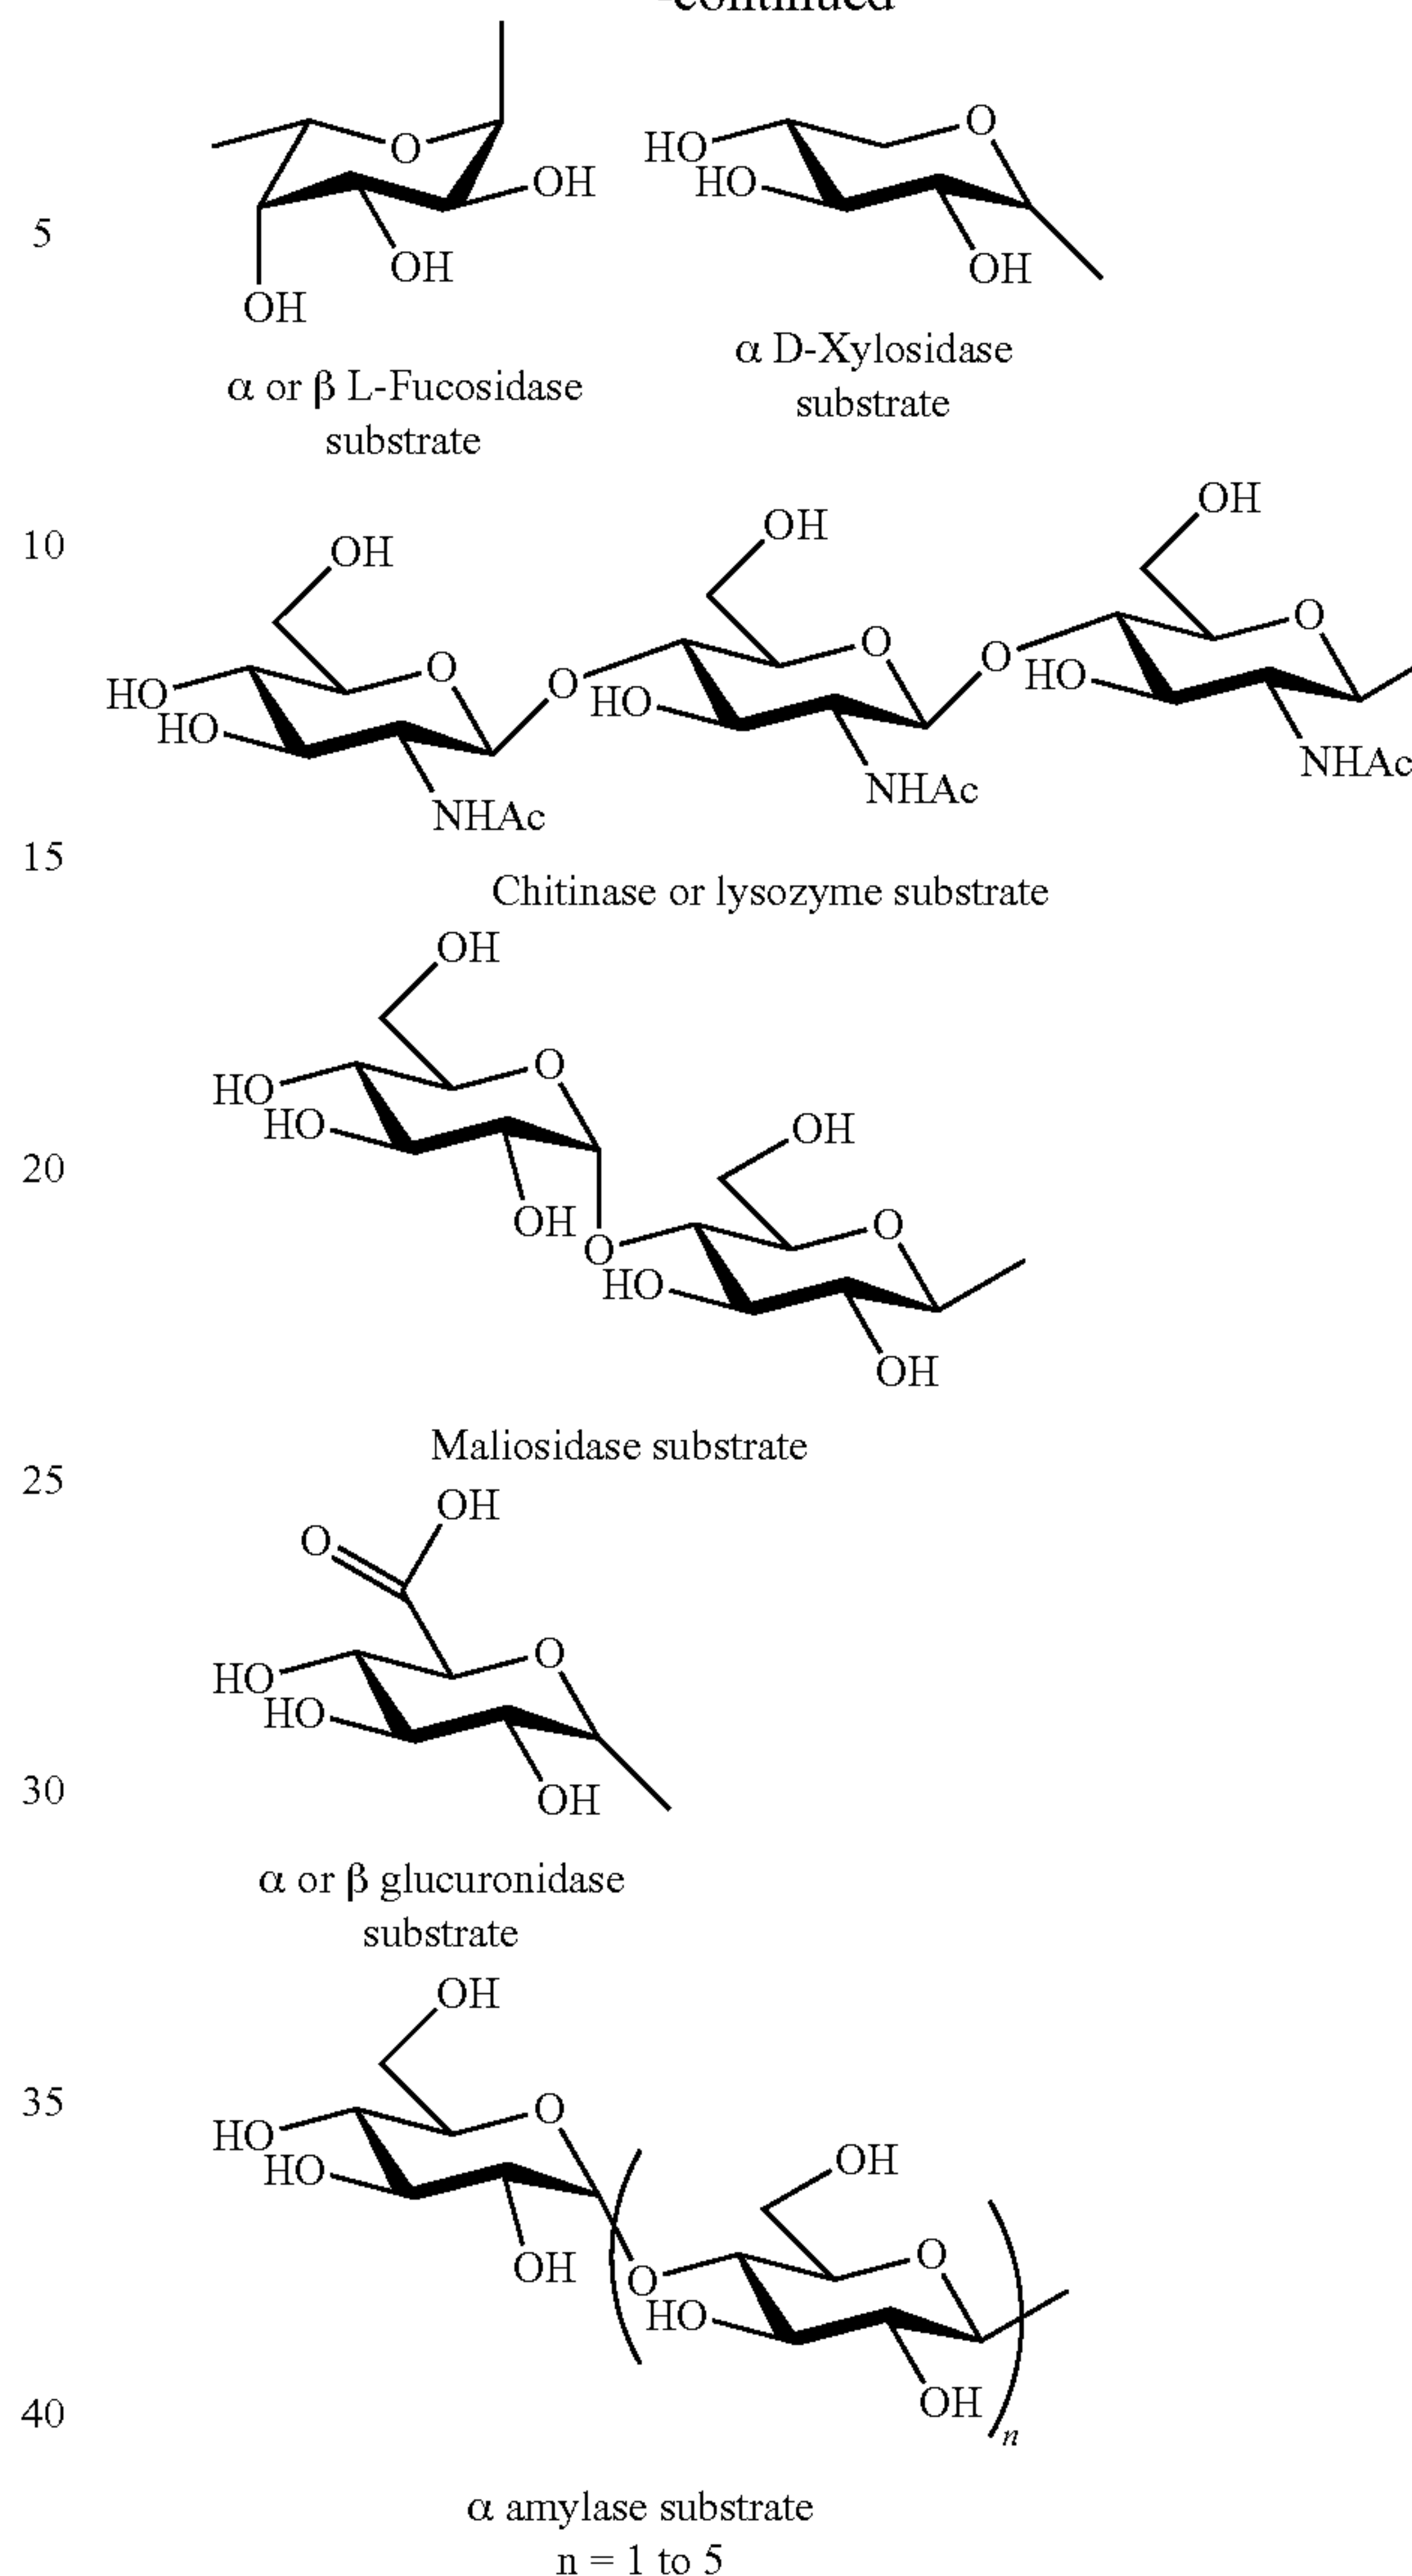 -continued
O
HO
O
HO
OH
5
OH
OH
OH
α D-Xylosidase
substrate
α or β L-Fucosidase
substrate
OH
OH
10
OH
O
O
O
O
O
HO
HO
HO
HO
NHAc
NHAc
NHAc
15
Chitinase or lysozyme substrate
OH
O
HO
HO
OH
20
OH
O
O
HO
OH
Maliosidase substrate
25
OH
O
O
HO
HO
30
OH
α or β glucuronidase
substrate
OH
35
O
HO
HO
OH
OH
O
O
HO
OH
40
n
α amylase substrate
n = 1 to 5